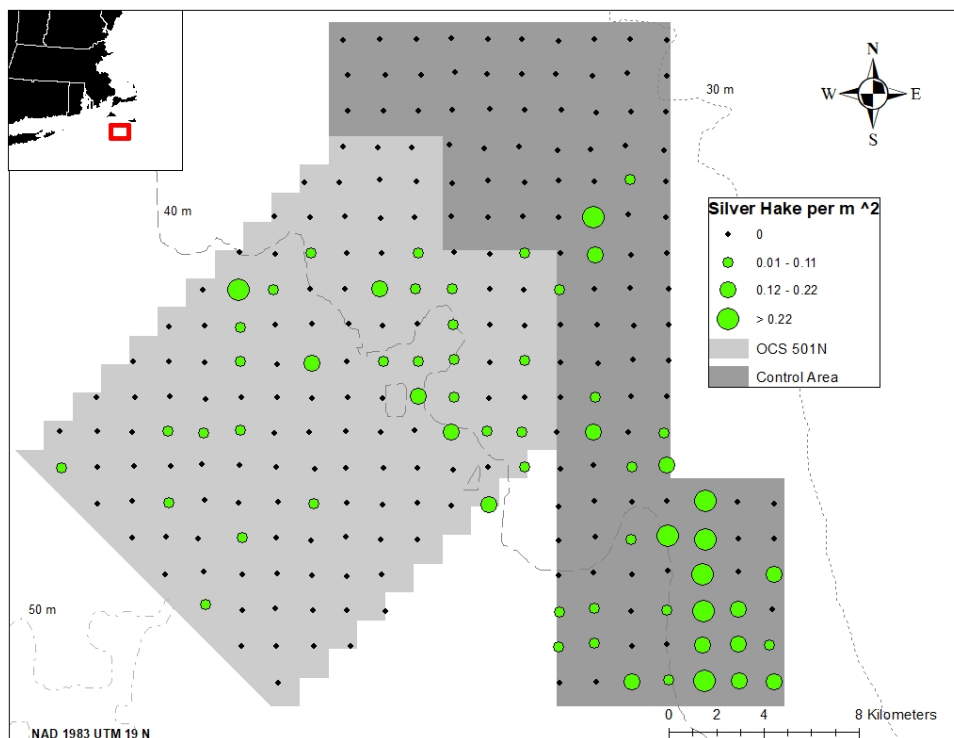 N
W E
S
30 m
40 m
Silver Hake per m ^2
0
0.01 - 0.11
0.12 - 0.22
> 0.22
OCS 501N
Control Area
50 m
0 2 4 8 Kilometers
NAD 1983 UTM 19 N